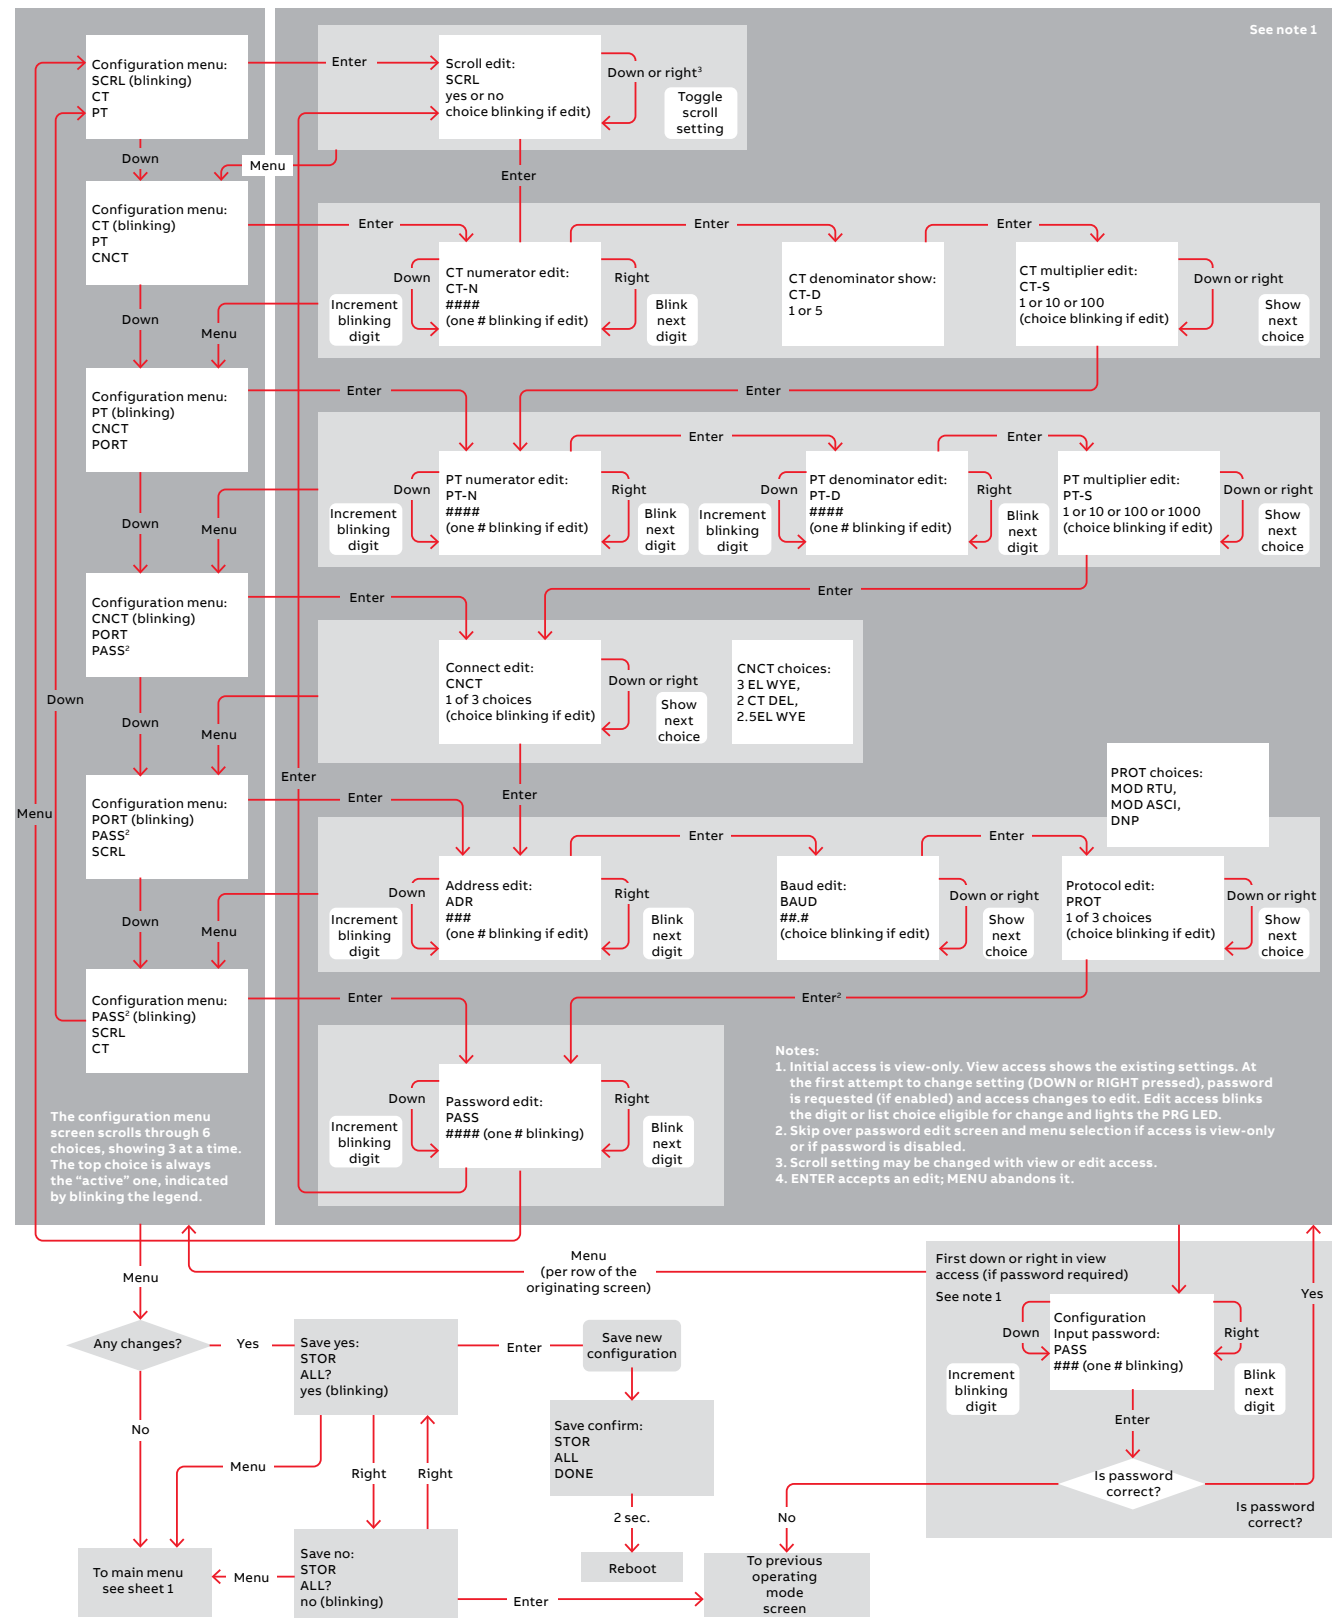 See note 1
Configuration menu:
SCRL (blinking)
CT
PT
Enter
Scroll edit:
SCRL
yes or no
choice blinking if edit)
Down or right³
Toggle
scroll
setting
Down
Menu
Enter
Configuration menu:
CT (blinking)
PT
CNCT
Enter
Down
Increment
blinking
digit
CT numerator edit:
CT-N
####
(one # blinking if edit)
Right
Blink
next
digit
Enter
CT denominator show:
CT-D
1 or 5
Enter
CT multiplier edit:
CT-S
1 or 10 or 100
(choice blinking if edit)
Down or right
Show
next
choice
Down
Menu
Enter
Configuration menu:
PT (blinking)
CNCT
PORT
Enter
Down
Increment
blinking
digit
PT numerator edit:
PT-N
####
(one # blinking if edit)
Right
Blink
next
digit
Enter
Down
Increment
blinking
digit
PT denominator edit:
PT-D
####
(one # blinking if edit)
Right
Blink
next
digit
Enter
PT multiplier edit:
PT-S
1 or 10 or 100 or 1000
(choice blinking if edit)
Down or right
Show
next
choice
Down
Menu
Enter
Configuration menu:
CNCT (blinking)
PORT
PASS²
Enter
Connect edit:
CNCT
1 of 3 choices
(choice blinking if edit)
Down or right
Show
next
choice
CNCT choices:
3 EL WYE,
2 CT DEL,
2.5EL WYE
Down
Down
Menu
Enter
Enter
Menu
Configuration menu:
PORT (blinking)
PASS²
SCRL
Enter
PROT choices:
MOD RTU,
MOD ASCI,
DNP
Down
Increment
blinking
digit
Address edit:
ADR
###
(one # blinking if edit)
Right
Blink
next
digit
Enter
Baud edit:
BAUD
##.#
(choice blinking if edit)
Down or right
Show
next
choice
Enter
Protocol edit:
PROT
1 of 3 choices
(choice blinking if edit)
Down or right
Show
next
choice
Down
Menu
Enter²
Configuration menu:
PASS² (blinking)
SCRL
CT
Enter
Down
Increment
blinking
digit
Password edit:
PASS
#### (one # blinking)
Right
Blink
next
digit
The configuration menu
screen scrolls through 6
choices, showing 3 at a time.
The top choice is always
the “active” one, indicated
by blinking the legend.
Notes:
1. Initial access is view-only. View access shows the existing settings. At
the first attempt to change setting (DOWN or RIGHT pressed), password
is requested (if enabled) and access changes to edit. Edit access blinks
the digit or list choice eligible for change and lights the PRG LED.
2. Skip over password edit screen and menu selection if access is view-only
or if password is disabled.
3. Scroll setting may be changed with view or edit access.
4. ENTER accepts an edit; MENU abandons it.
Menu
Menu
(per row of the
originating screen)
First down or right in view
access (if password required)
See note 1
Down
Increment
blinking
digit
Configuration
Input password:
PASS
### (one # blinking)
Right
Blink
next
digit
Yes
Enter
Is password
correct?
Is password
correct?
No
Any changes?
Yes
Save yes:
STOR
ALL?
yes (blinking)
Enter
Save new
configuration
Save confirm:
STOR
ALL
DONE
2 sec.
Reboot
No
Menu
Right
Right
To main menu
see sheet 1
Menu
Save no:
STOR
ALL?
no (blinking)
Enter
To previous
operating
mode
screen